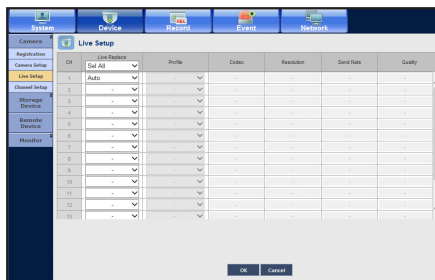 System Device Record Event Network
Camera
Live Setup
Registration
Camera Setup
Live Setup
Channel Setup
Storage Device
Remote Device
Monitor
CH Live Replace Profile Codec Resolution Send Rate Quality
Sel All
1 Auto - - - - -
2 - - - - - -
3 - - - - - -
4 - - - - - -
5 - - - - - -
6 - - - - - -
7 - - - - - -
8 - - - - - -
9 - - - - - -
10 - - - - - -
11 - - - - - -
12 - - - - - -
13
OK Cancel